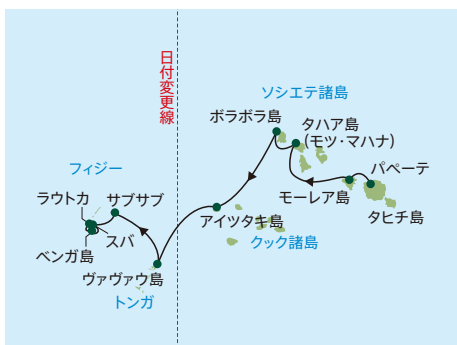 日付変更線
ソシエテ諸島
ボラボラ島
タハア島
(モツ・マハナ)
パペーテ
モーレア島
タヒチ島
アイツタキ島
クック諸島
フィジー
ラウトカ
サブサブ
スバ
ベンガ島
ヴァヴァウ島
トンガ